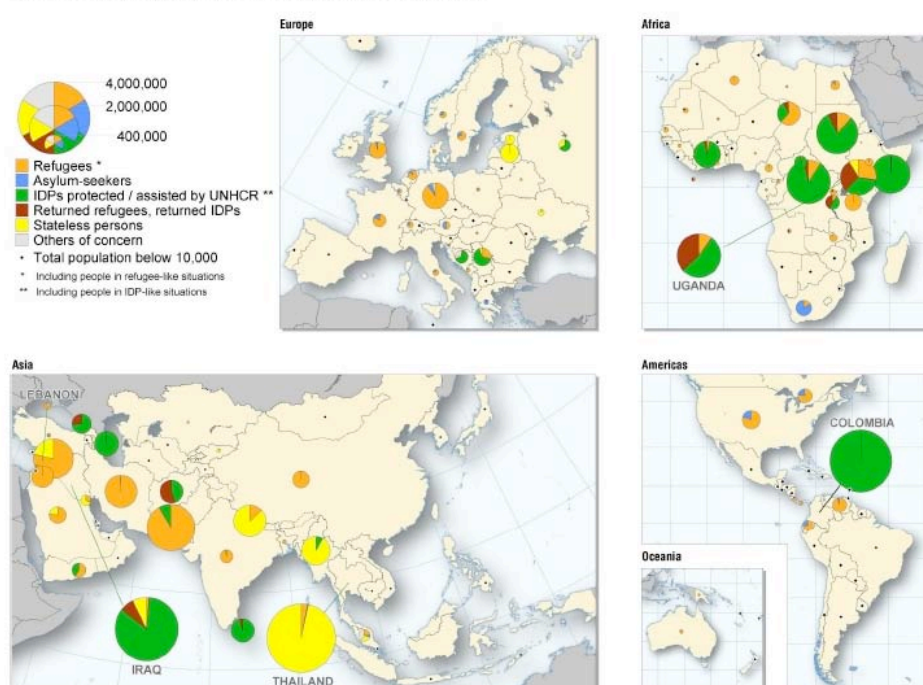 Europe
Africa
4,000,000
2,000,000
400,000
Refugees *
Asylum-seekers
IDPs protected / assisted by UNHCR **
Returned refugees, returned IDPs
Stateless persons
Others of concern
Total population below 10,000
* Including people in refugee-like situations
** Including people in IDP-like situations
UGANDA
Asia
Americas
LEBANON
COLOMBIA
Oceania
IRAQ
THAILAND